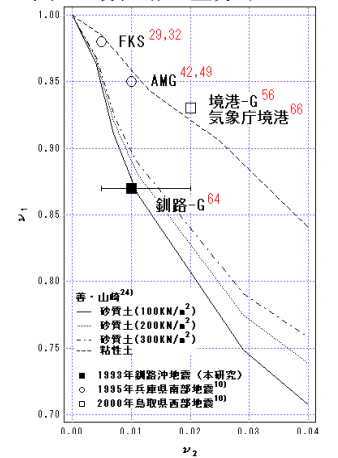 1.00
FKS 29,32
AMG 42,49
0.95
境港-G 56
気象庁境港 66
0.90
釧路-G 64
0.85
ν1
0.80
善・山崎24)
砂質土(100KN/m2)
砂質土(200KN/m2)
砂質土(300KN/m2)
粘性土
0.75
1993年釧路沖地震（本研究）
1995年兵庫県南部地震10)
2000年鳥取県西部地震10)
0.70
0.00 0.01 0.02 0.03 0.04
ν2